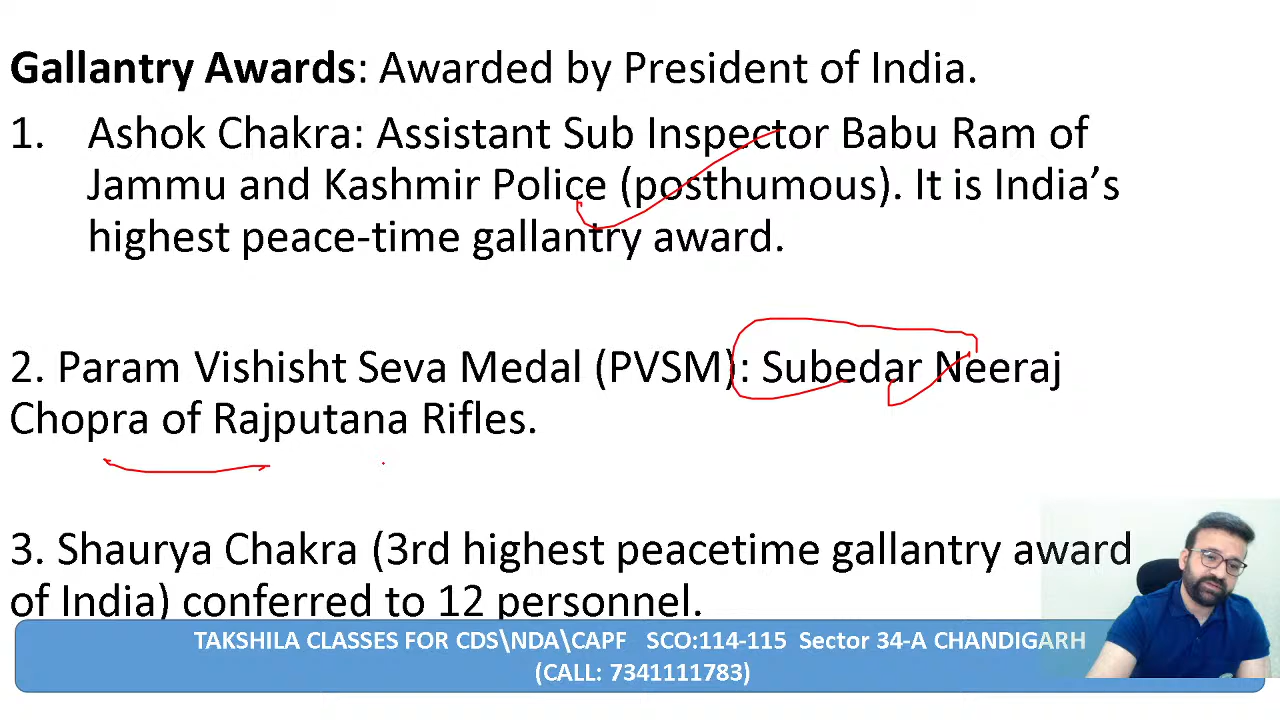 Gallantry Awards: Awarded by President of India.
1. Ashok Chakra: Assistant Sub Inspector Babu Ram of
Jammu and Kashmir Police (posthumous). It is India’s
highest peace-time gallantry award.
2. Param Vishisht Seva Medal (PVSM): Subedar Neeraj
Chopra of Rajputana Rifles.
3. Shaurya Chakra (3rd highest peacetime gallantry award
of India) conferred to 12 personnel.
TAKSHILA CLASSES FOR CDS\NDA\CAPF SCO:114-115 Sector 34-A CHANDIGARH
(CALL: 7341111783)